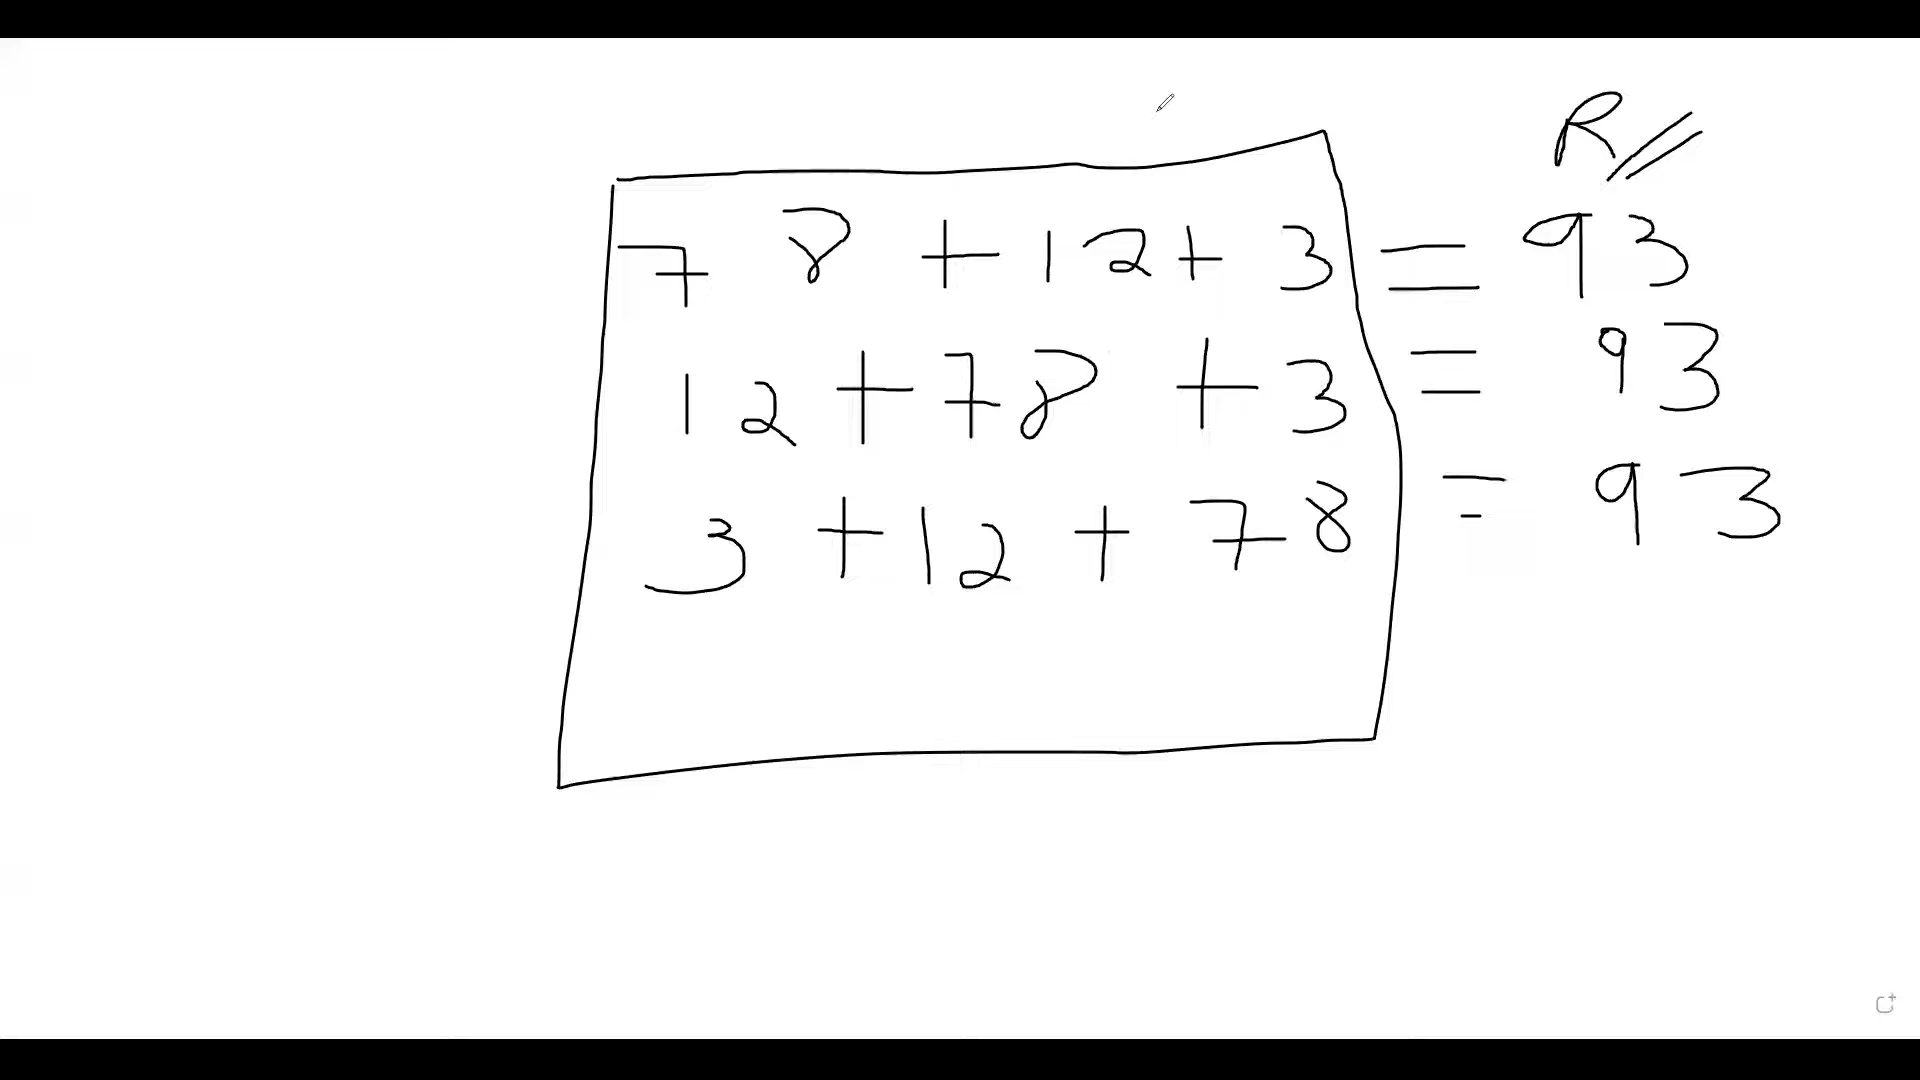 R//
78 + 12 + 3 = 93
12 + 78 + 3 = 93
3 + 12 + 78 = 93